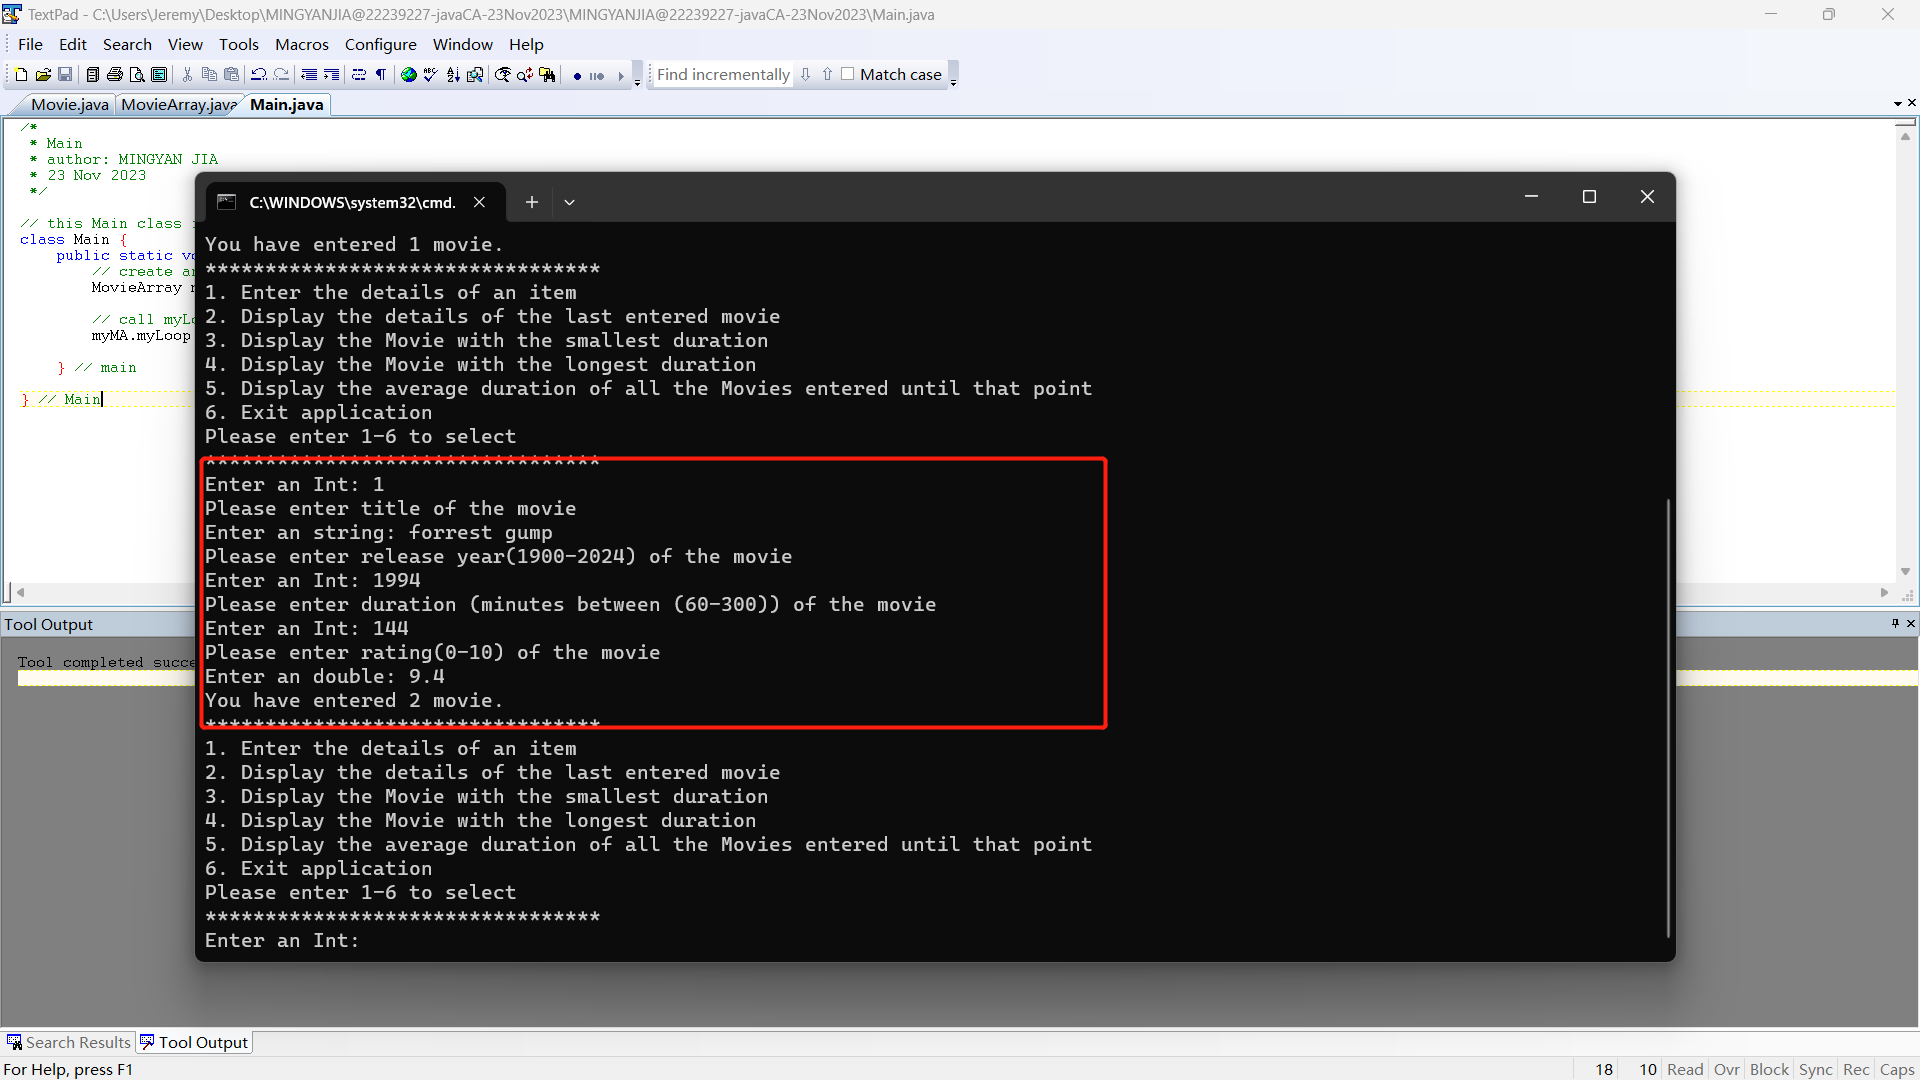 TextPad - C:\Users\Jeremy\Desktop\MINGYANJIA@22239227-javaCA-23Nov2023\MINGYANJIA@22239227-javaCA-23Nov2023\Main.java
File Edit Search View Tools Macros Configure Window Help
Find incrementally Match case
Movie.java MovieArray.java Main.java
/*
* Main
* author: MINGYAN JIA
* 23 Nov 2023
*/
// this Main class
class Main {
public static
// create
MovieArray
// call
myMA.myLoop
} // main
} // Main
C:\WINDOWS\system32\cmd.
You have entered 1 movie.
*********************************
1. Enter the details of an item
2. Display the details of the last entered movie
3. Display the Movie with the smallest duration
4. Display the Movie with the longest duration
5. Display the average duration of all the Movies entered until that point
6. Exit application
Please enter 1-6 to select
*********************************
Enter an Int: 1
Please enter title of the movie
Enter an string: forrest gump
Please enter release year(1900-2024) of the movie
Enter an Int: 1994
Please enter duration (minutes between (60-300)) of the movie
Enter an Int: 144
Please enter rating(0-10) of the movie
Enter an double: 9.4
You have entered 2 movie.
*********************************
1. Enter the details of an item
2. Display the details of the last entered movie
3. Display the Movie with the smallest duration
4. Display the Movie with the longest duration
5. Display the average duration of all the Movies entered until that point
6. Exit application
Please enter 1-6 to select
*********************************
Enter an Int:
Tool Output
Tool completed
Search Results Tool Output
For Help, press F1
18 10 Read Ovr Block Sync Rec Caps